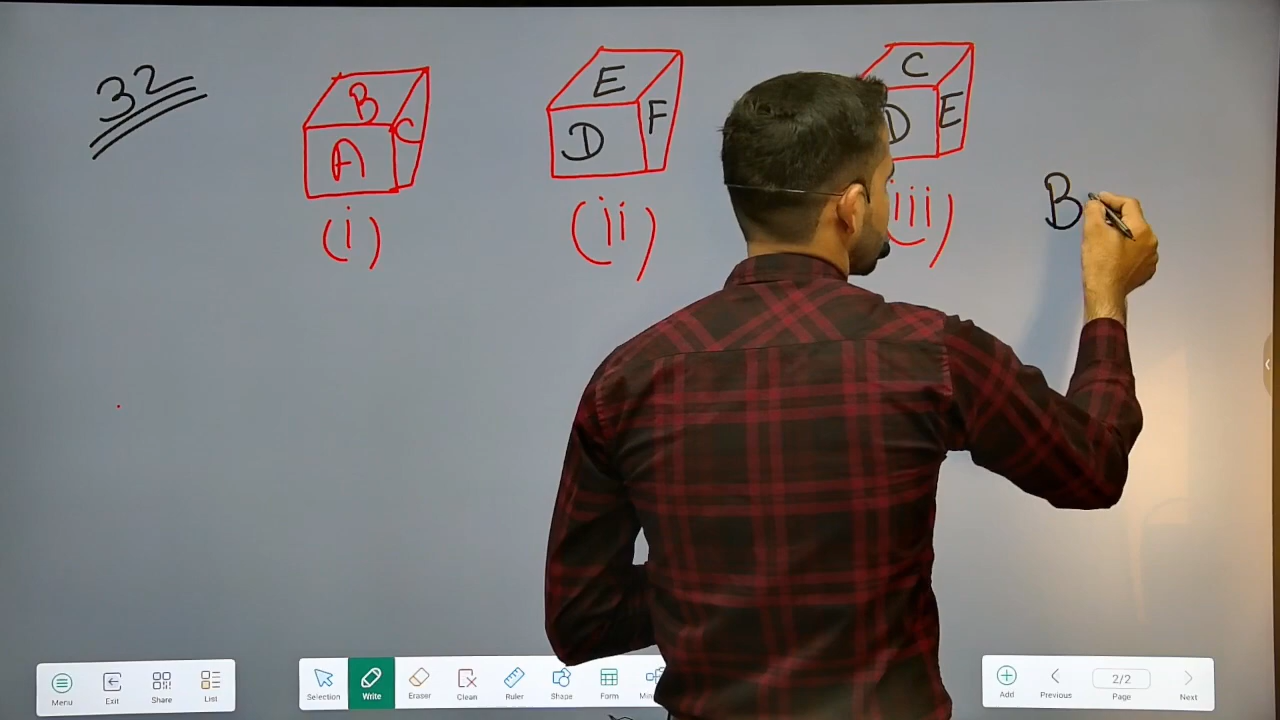 32
B
A
C
(i)
E
D
F
(ii)
C
D
E
iii)
B
Menu
Exit
Share
List
Selection
Write
Eraser
Clean
Ruler
Shape
Form
Add
Previous
2/2
Page
Next